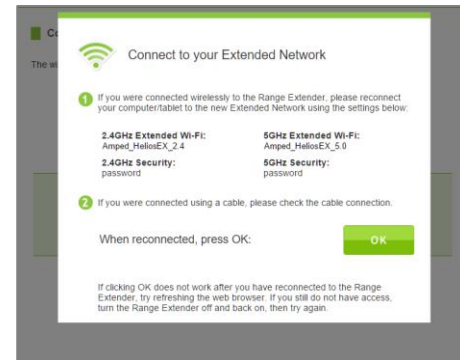 Co
The wi
Connect to your Extended Network
1 If you were connected wirelessly to the Range Extender, please reconnect
your computer/tablet to the new Extended Network using the settings below:
2.4GHz Extended Wi-Fi: 5GHz Extended Wi-Fi:
Amped_HeliosEX_2.4 Amped_HeliosEX_5.0
2.4GHz Security: 5GHz Security:
password password
2 If you were connected using a cable, please check the cable connection.
When reconnected, press OK: OK
If clicking OK does not work after you have reconnected to the Range
Extender, try refreshing the web browser. If you still do not have access,
turn the Range Extender off and back on, then try again.